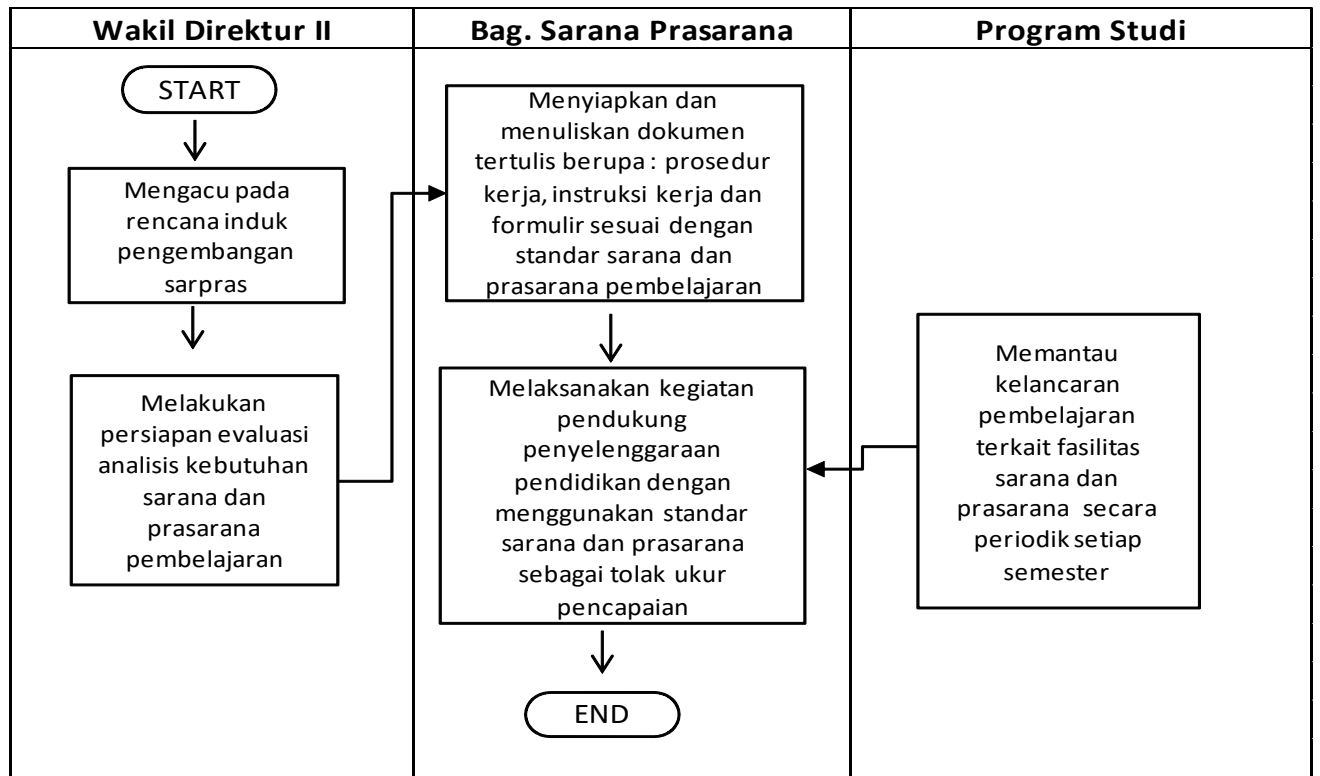 Wakil Direktur II
Bag. Sarana Prasarana
Program Studi
START
Mengacu pada
rencana induk
pengembangan
sarpras
Melakukan
persiapan evaluasi
analisis kebutuhan
sarana dan
prasarana
pembelajaran
Menyiapkan dan
menuliskan dokumen
tertulis berupa : prosedur
kerja, instruksi kerja dan
formulir sesuai dengan
standar sarana dan
prasarana pembelajaran
Melaksanakan kegiatan
pendukung
penyelenggaraan
pendidikan dengan
menggunakan standar
sarana dan prasarana
sebagai tolak ukur
pencapaian
END
Memantau
kelancaran
pembelajaran
terkait fasilitas
sarana dan
prasarana secara
periodik setiap
semester